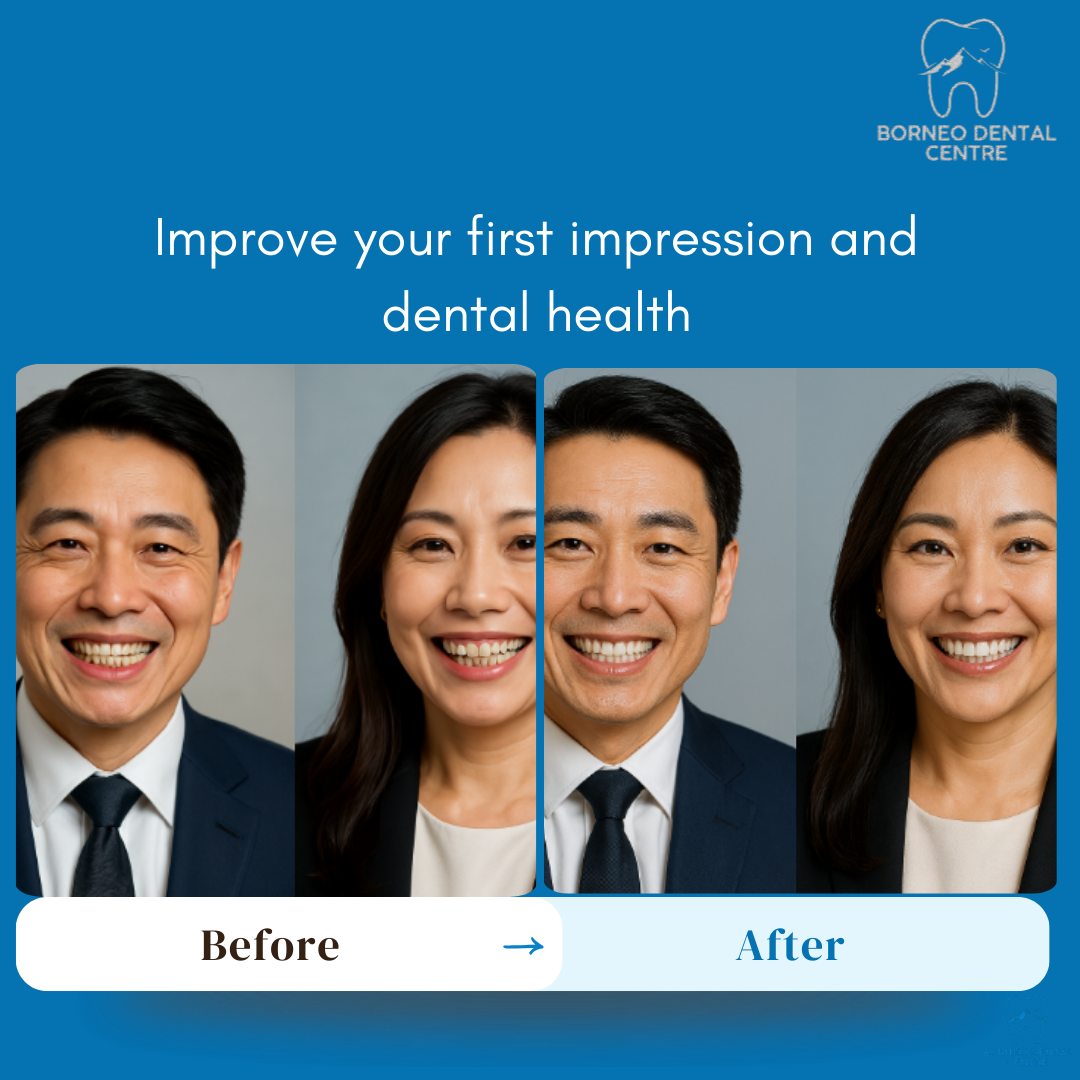 BORNEO DENTAL
CENTRE
Improve your first impression and
dental health
Before
After